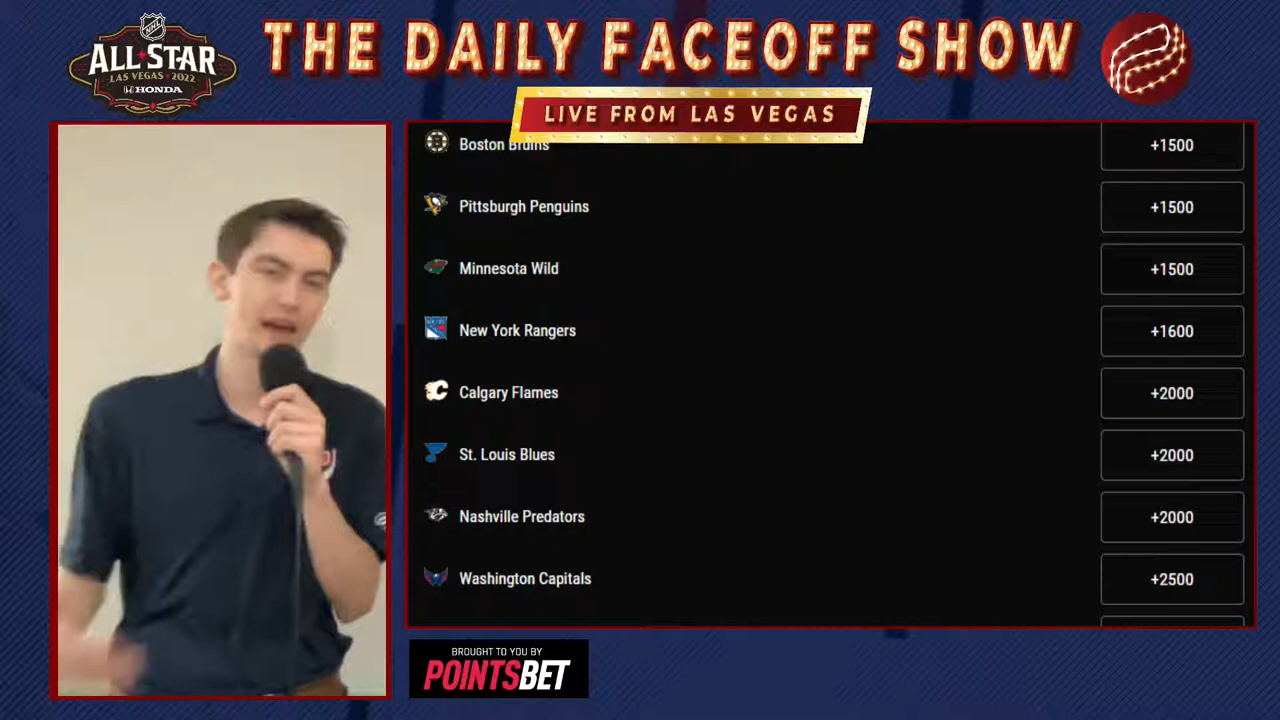 NHL
ALL STAR
LAS VEGAS 2022
HONDA
THE DAILY FACEOFF SHOW
LIVE FROM LAS VEGAS
Boston Bruins +1500
Pittsburgh Penguins +1500
Minnesota Wild +1500
New York Rangers +1600
Calgary Flames +2000
St. Louis Blues +2000
Nashville Predators +2000
Washington Capitals +2500
BROUGHT TO YOU BY
POINTSBET